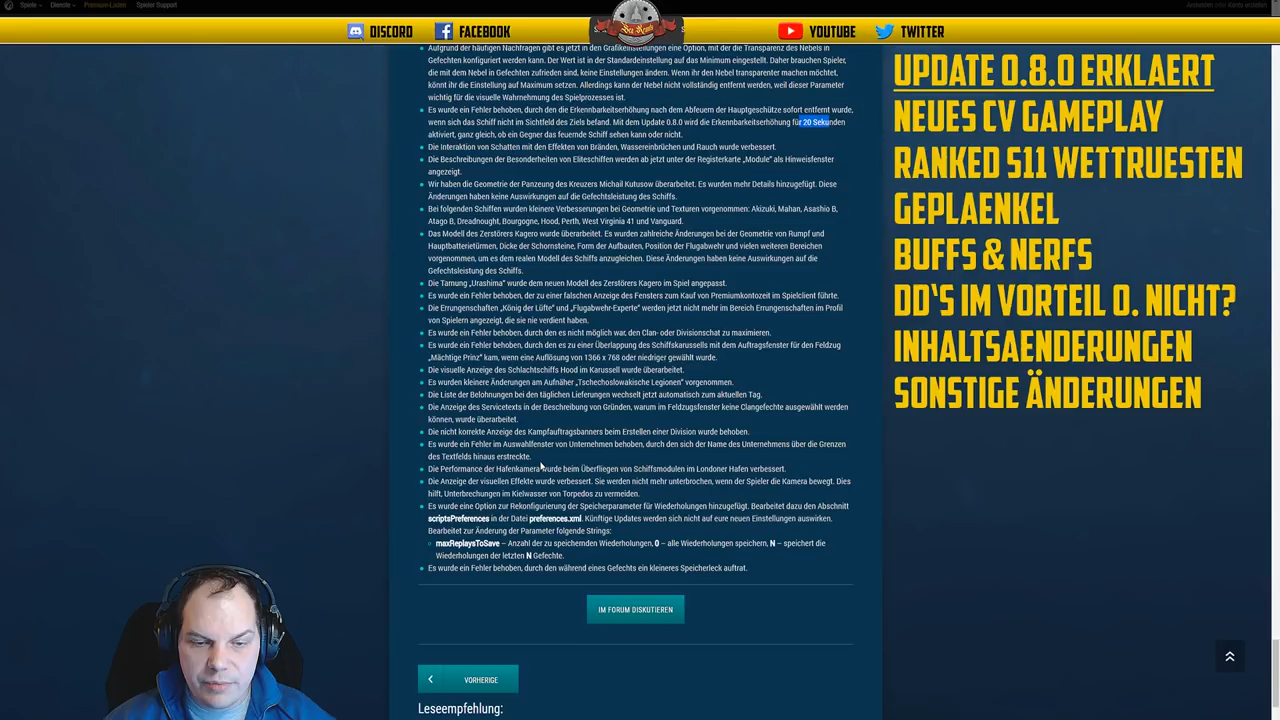 Spiele Dienste Premium-Laden Spieler Support
Anmelden oder Konto erstellen
DISCORD FACEBOOK YOUTUBE TWITTER
Aufgrund der häufigen Nachfragen gibt es jetzt in den Grafikeinstellungen eine Option, mit der die Transparenz des Nebels in
Gefechten konfiguriert werden kann. Der Wert ist in der Standardeinstellung auf das Minimum eingestellt. Daher brauchen Spieler,
die mit dem Nebel in Gefechten zufrieden sind, keine Einstellungen ändern. Wenn ihr den Nebel transparenter machen möchtet,
könnt ihr die Einstellung auf Maximum setzen. Allerdings kann der Nebel nicht vollständig entfernt werden, weil dieser Parameter
wichtig für die visuelle Wahrnehmung des Spielprozesses ist.
Es wurde ein Fehler behoben, durch den die Erkennbarkeitserhöhung nach dem Abfeuern der Hauptgeschütze sofort entfernt wurde,
wenn sich das Schiff nicht im Sichtfeld des Ziels befand. Mit dem Update 0.8.0 wird die Erkennbarkeitserhöhung für 20 Sekunden
aktiviert, ganz gleich, ob ein Gegner das feuernde Schiff sehen kann oder nicht.
Die Interaktion von Schatten mit den Effekten von Bränden, Wassereinbrüchen und Rauch wurde verbessert.
Die Beschreibungen der Besonderheiten von Eliteschiffen werden ab jetzt unter der Registerkarte „Module" als Hinweisfenster
angezeigt.
Wir haben die Geometrie der Panzeung des Kreuzers Michail Kutusow überarbeitet. Es wurden mehr Details hinzugefügt. Diese
Änderungen haben keine Auswirkungen auf die Gefechtsleistung des Schiffs.
Bei folgenden Schiffen wurden kleinere Verbesserungen bei Geometrie und Texturen vorgenommen: Akizuki, Mahan, Asashio B,
Atago B, Dreadnought, Bourgogne, Hood, Perth, West Virginia 41 und Vanguard.
Das Modell des Zerstörers Kagero wurde überarbeitet. Es wurden zahlreiche Änderungen bei der Geometrie von Rumpf und
Hauptbatterietürmen, Dicke der Schornsteine, Form der Aufbauten, Position der Flugabwehr und vielen weiteren Bereichen
vorgenommen, um es dem realen Modell des Schiffs anzugleichen. Diese Änderungen haben keine Auswirkungen auf die
Gefechtsleistung des Schiffs.
Die Tarnung „Urashima" wurde dem neuen Modell des Zerstörers Kagero im Spiel angepasst.
Es wurde ein Fehler behoben, der zu einer falschen Anzeige des Fensters zum Kauf von Premiumkontozeit im Spielclient führte.
Die Errungenschaften „König der Lüfte" und „Flugabwehr-Experte" werden jetzt nicht mehr im Bereich Errungenschaften im Profil
von Spielern angezeigt, die sie nie verdient haben.
Es wurde ein Fehler behoben, durch den es nicht möglich war, den Clan- oder Divisionschat zu maximieren.
Es wurde ein Fehler behoben, durch den es zu einer Überlappung des Schiffskarussells mit dem Auftragsfenster für den Feldzug
„Mächtige Prinz" kam, wenn eine Auflösung von 1366 x 768 oder niedriger gewählt wurde.
Die visuelle Anzeige des Schlachtschiffs Hood im Karussell wurde überarbeitet.
Es wurden kleinere Änderungen am Aufnäher „Tschechoslowakische Legionen" vorgenommen.
Die Liste der Belohnungen bei den täglichen Lieferungen wechselt jetzt automatisch zum aktuellen Tag.
Die Anzeige des Servicetexts in der Beschreibung von Gründen, warum im Feldzugsfenster keine Clangefechte ausgewählt werden
können, wurde überarbeitet.
Die nicht korrekte Anzeige des Kampfauftragsbanners beim Erstellen einer Division wurde behoben.
Es wurde ein Fehler im Auswahlfenster von Unternehmen behoben, durch den sich der Name des Unternehmens über die Grenzen
des Textfelds hinaus erstreckte.
Die Performance der Hafenkamera wurde beim Überfliegen von Schiffsmodulen im Londoner Hafen verbessert.
Die Anzeige der visuellen Effekte wurde verbessert. Sie werden nicht mehr unterbrochen, wenn der Spieler die Kamera bewegt. Dies
hilft, Unterbrechungen im Kielwasser von Torpedos zu vermeiden.
Es wurde eine Option zur Rekonfigurierung der Speicherparameter für Wiederholungen hinzugefügt. Bearbeitet dazu den Abschnitt
scriptsPreferences in der Datei preferences.xml. Künftige Updates werden sich nicht auf eure neuen Einstellungen auswirken.
Bearbeitet zur Änderung der Parameter folgende Strings:
maxReplaysToSave – Anzahl der zu speichernden Wiederholungen, 0 – alle Wiederholungen speichern, N – speichert die
Wiederholungen der letzten N Gefechte.
Es wurde ein Fehler behoben, durch den während eines Gefechts ein kleineres Speicherleck auftrat.
IM FORUM DISKUTIEREN
VORHERIGE
Leseempfehlung:
UPDATE 0.8.0 ERKLAERT
NEUES CV GAMEPLAY
RANKED S11 WETTRUESTEN
GEPLAENKEL
BUFFS & NERFS
DD'S IM VORTEIL O. NICHT?
INHALTSAENDERUNGEN
SONSTIGE ÄNDERUNGEN